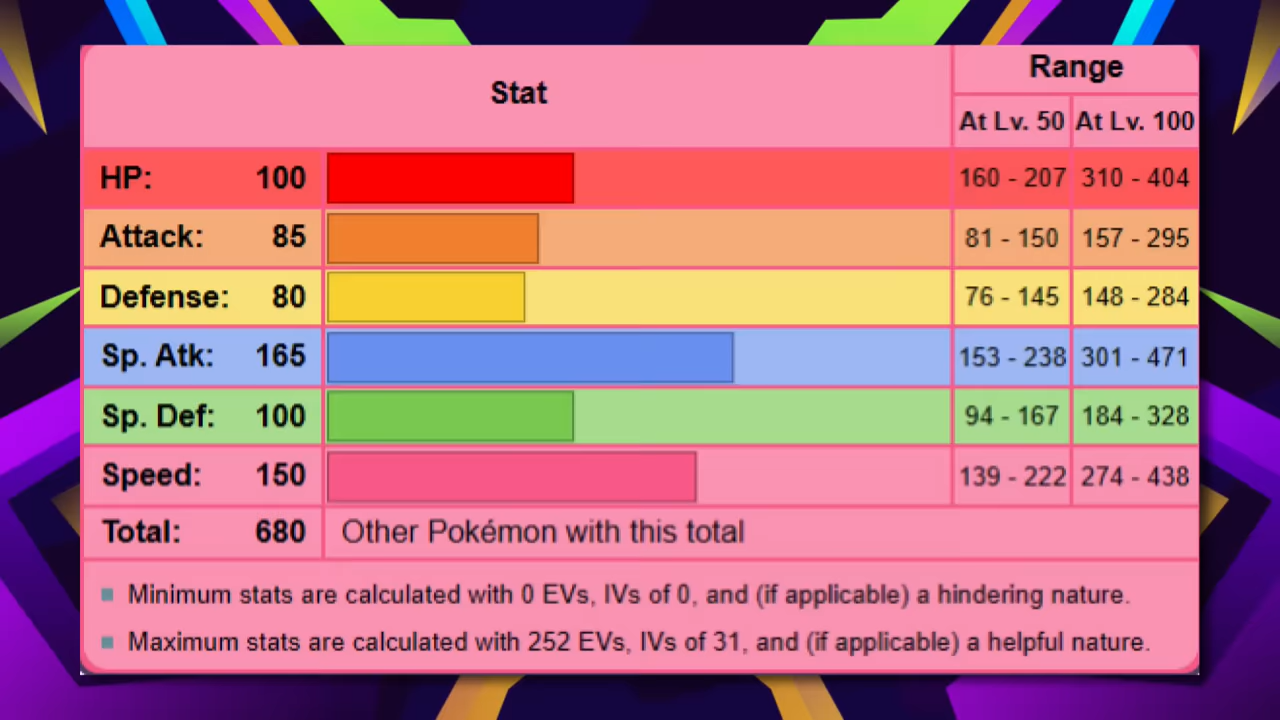 Stat Range
At Lv. 50 At Lv. 100
HP: 100 160 - 207 310 - 404
Attack: 85 81 - 150 157 - 295
Defense: 80 76 - 145 148 - 284
Sp. Atk: 165 153 - 238 301 - 471
Sp. Def: 100 94 - 167 184 - 328
Speed: 150 139 - 222 274 - 438
Total: 680 Other Pokémon with this total
Minimum stats are calculated with 0 EVs, IVs of 0, and (if applicable) a hindering nature.
Maximum stats are calculated with 252 EVs, IVs of 31, and (if applicable) a helpful nature.